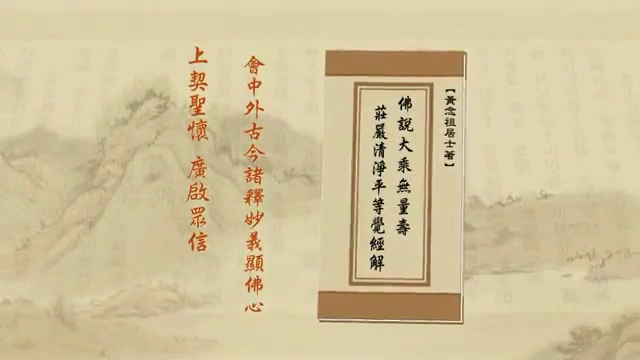 【黃念祖居士著】
佛說大乘無量壽
莊嚴清淨平等覺經解
會中外古今諸釋妙義顯佛心
上契聖懷 廣啟眾信